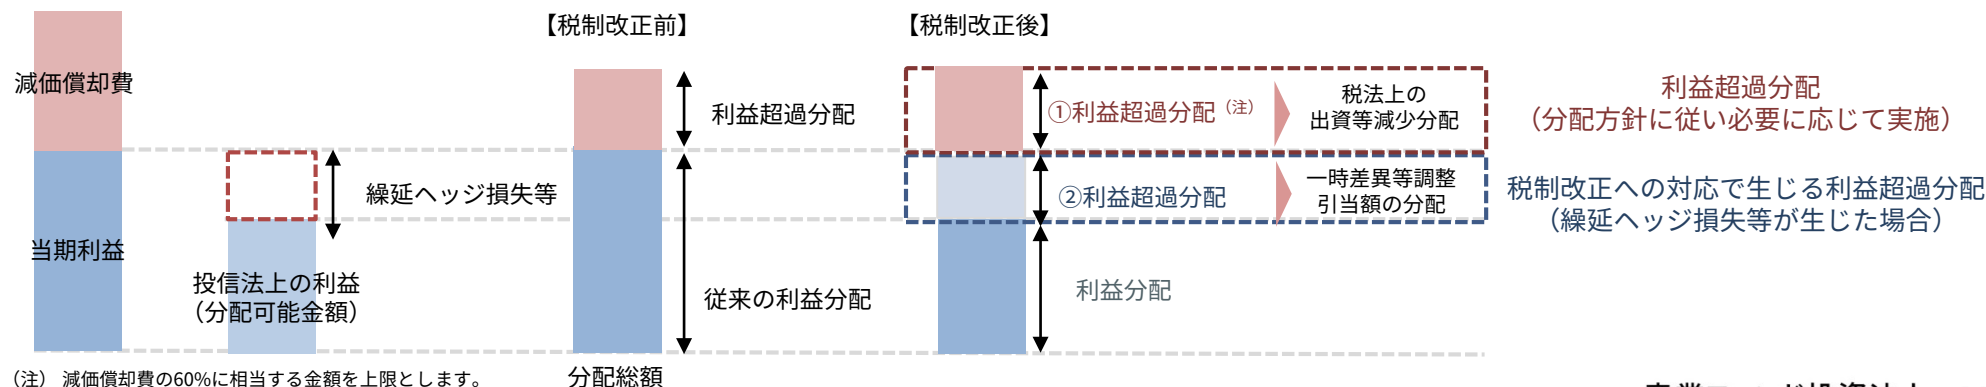 【税制改正前】
【税制改正後】
減価償却費
利益超過分配
①利益超過分配（注）
税法上の
出資等減少分配
利益超過分配
（分配方針に従い必要に応じて実施）
繰延ヘッジ損失等
②利益超過分配
一時差異等調整
引当額の分配
税制改正への対応で生じる利益超過分配
（繰延ヘッジ損失等が生じた場合）
当期利益
投信法上の利益
（分配可能金額）
従来の利益分配
利益分配
（注） 減価償却費の60%に相当する金額を上限とします。
分配総額